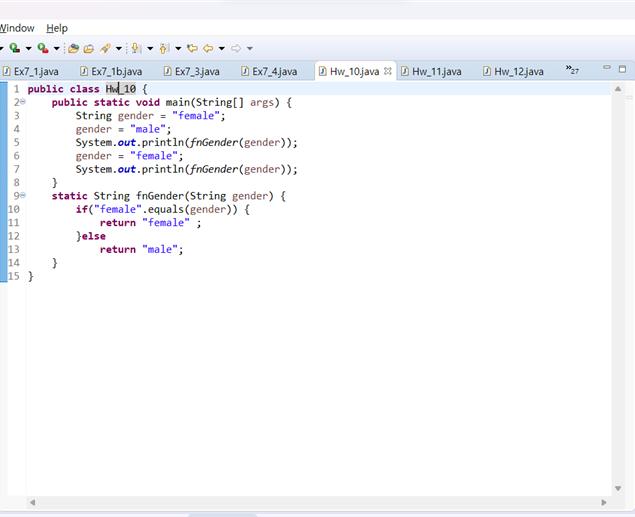 Window Help
Ex7_1.java Ex7_1b.java Ex7_3.java Ex7_4.java Hw_10.java Hw_11.java Hw_12.java »27
1 public class Hw_10 {
2 public static void main(String[] args) {
3 String gender = "female";
4 gender = "male";
5 System.out.println(fnGender(gender));
6 gender = "female";
7 System.out.println(fnGender(gender));
8 }
9 static String fnGender(String gender) {
10 if("female".equals(gender)) {
11 return "female" ;
12 }else
13 return "male";
14 }
15 }